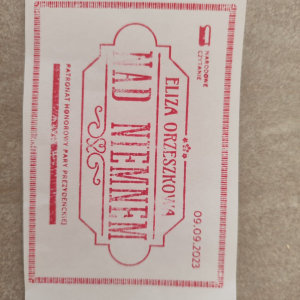 NARODOWE
CZYTANIE
09.09.2023
ELIZA ORZESZKOWA
NAD NIEMNEM
PATRONAT HONOROWY PARY PREZYDENCKIEJ